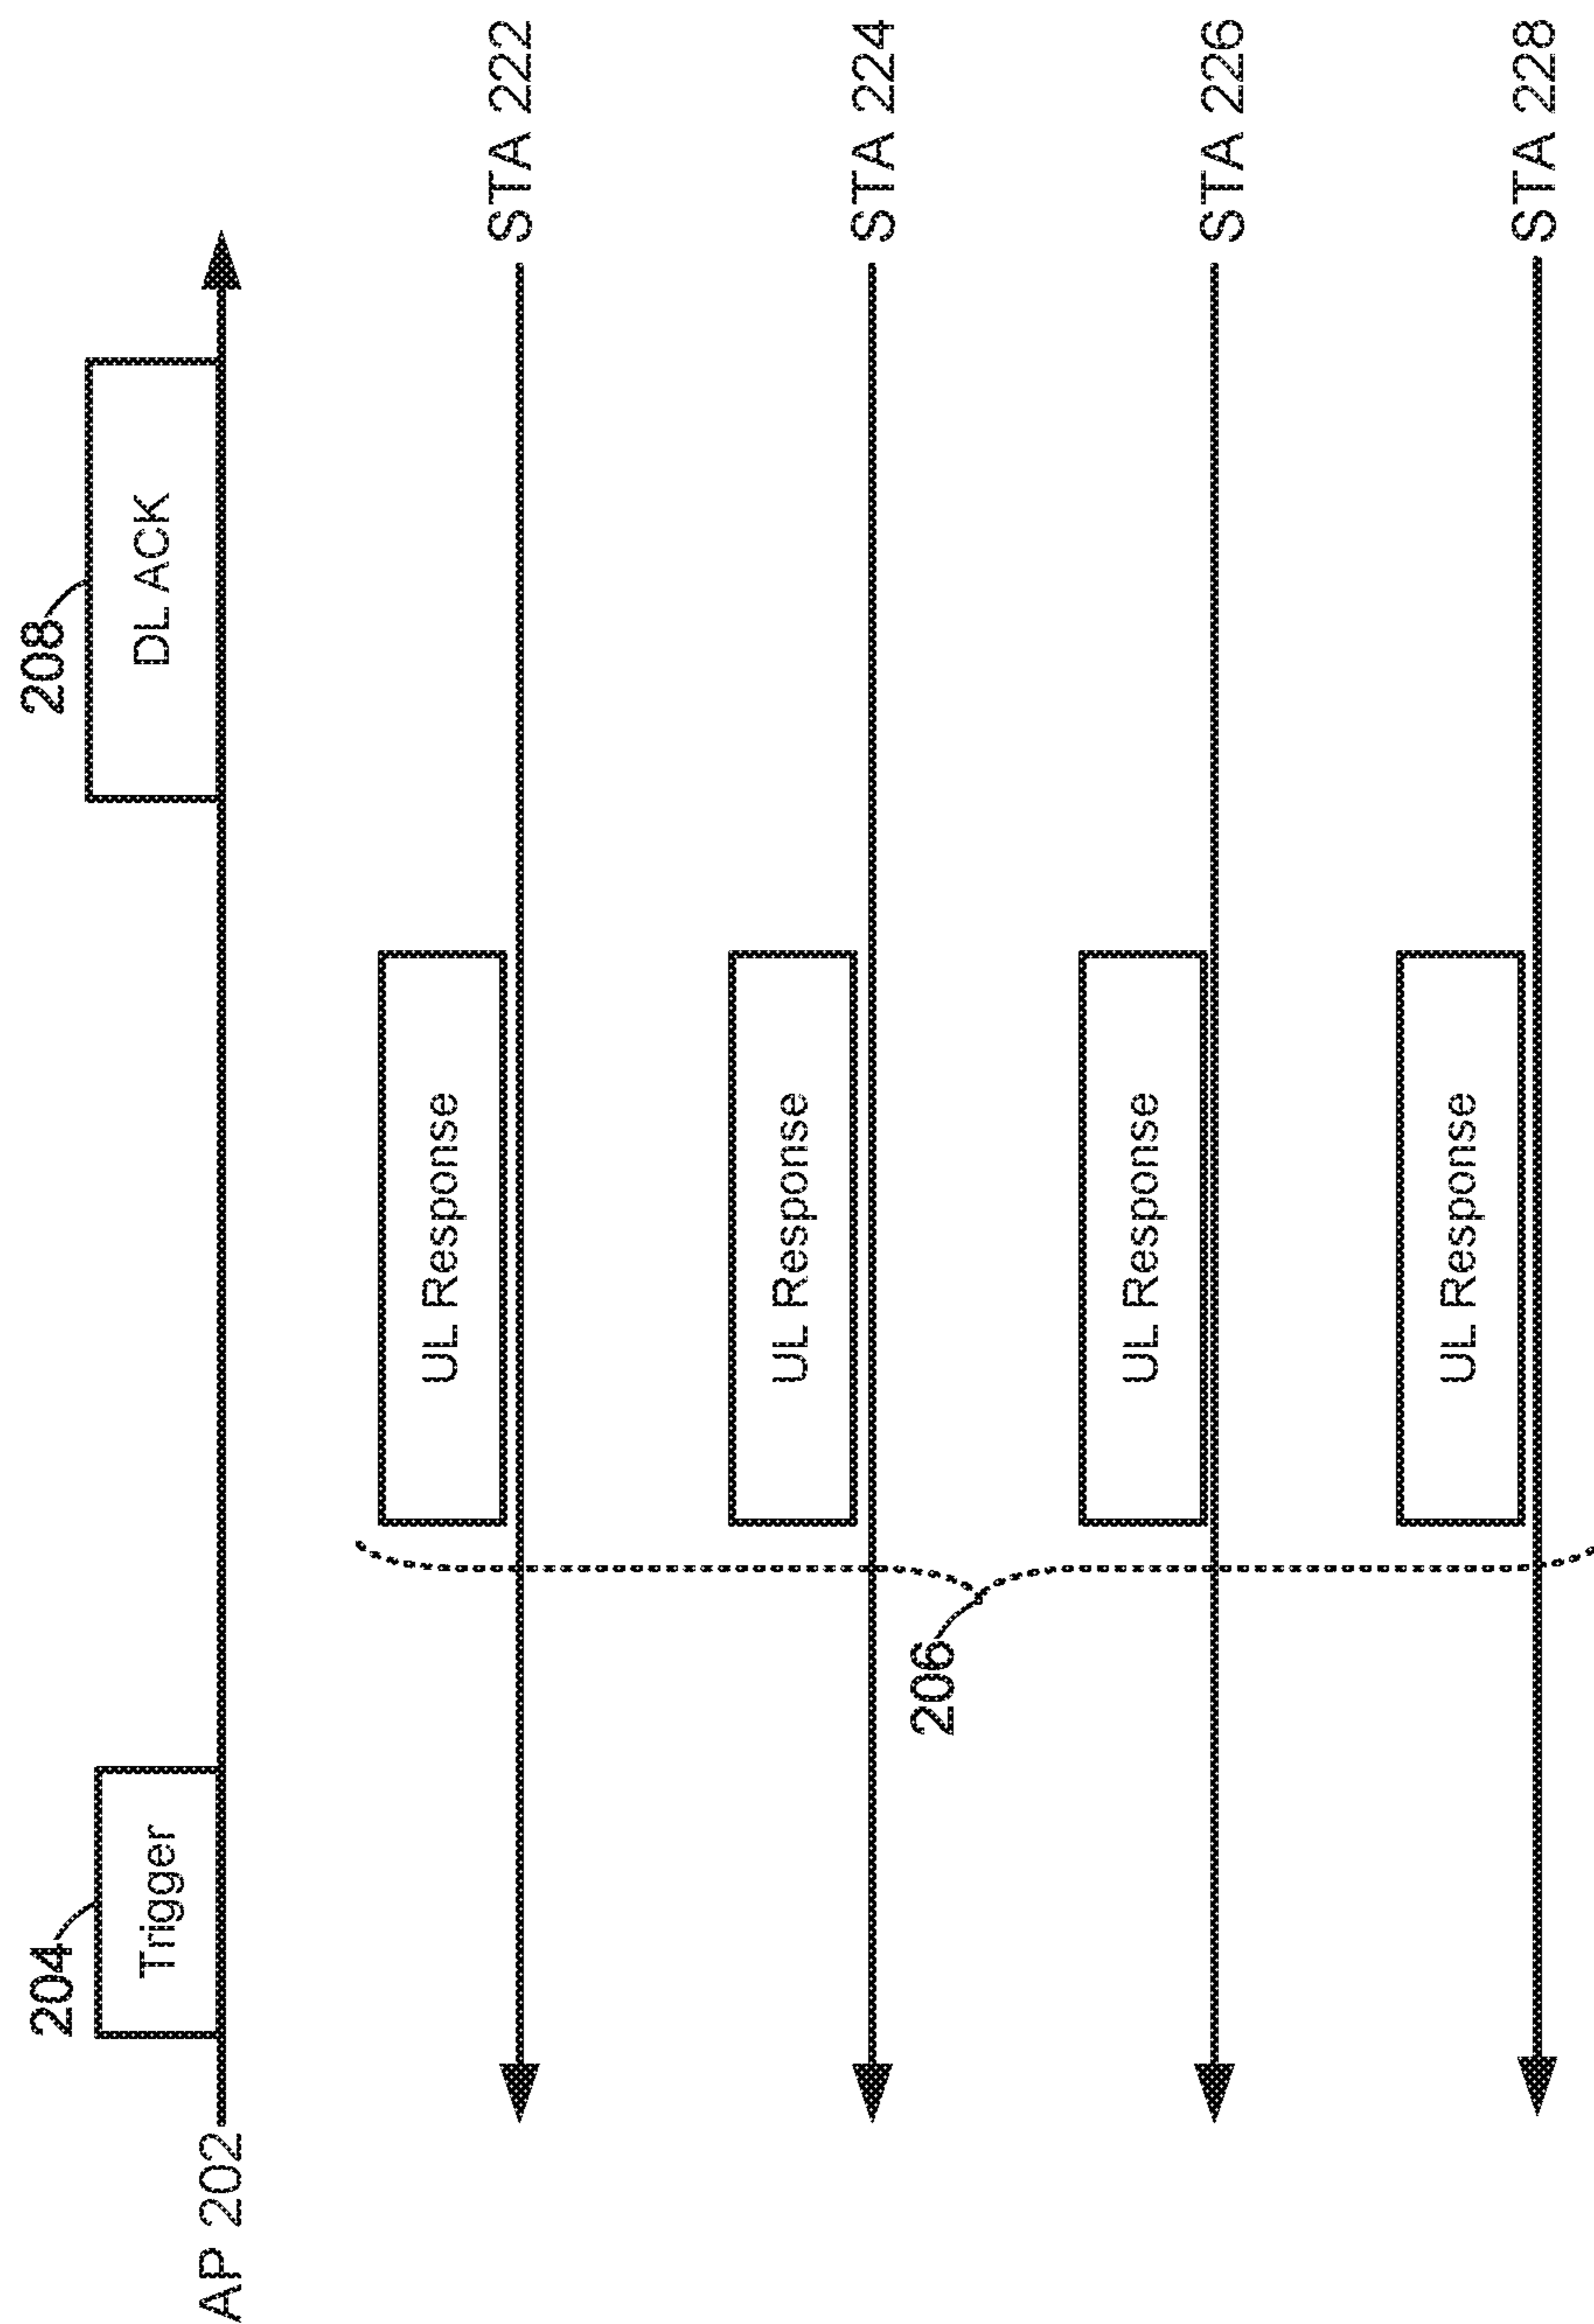 204
208
Trigger
DL ACK
AP 202
UL Response
STA 222
UL Response
STA 224
206
UL Response
STA 226
UL Response
STA 228